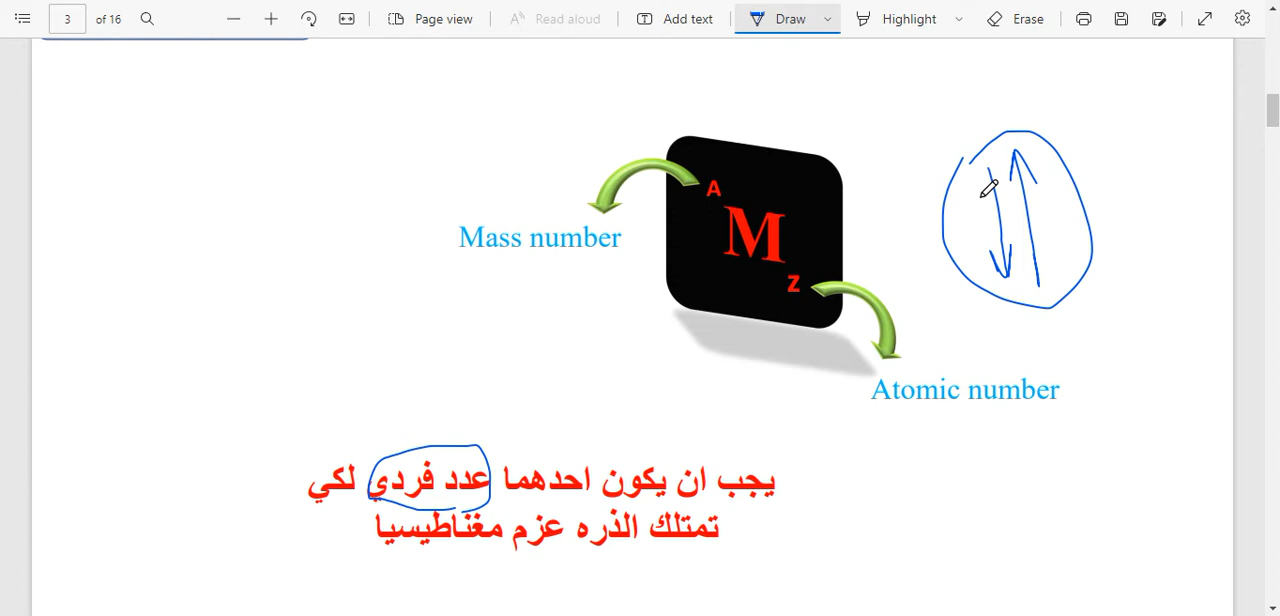 3 of 16 Page view Read aloud Add text Draw Highlight Erase
A
M
Z
Mass number
Atomic number
يجب ان يكون احدهما عدد فردي لكي
تمتلك الذره عزم مغناطيسيا